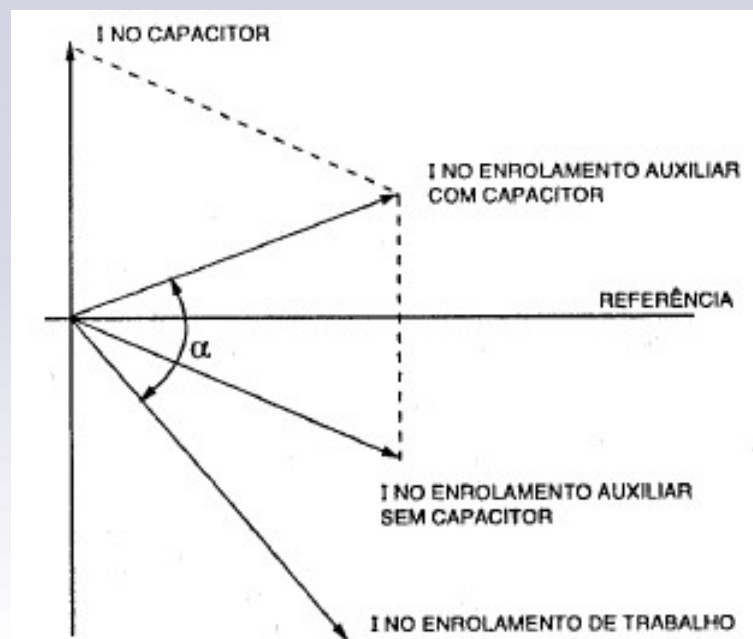 I NO CAPACITOR
I NO ENROLAMENTO AUXILIAR
COM CAPACITOR
REFERÊNCIA
α
I NO ENROLAMENTO AUXILIAR
SEM CAPACITOR
I NO ENROLAMENTO DE TRABALHO